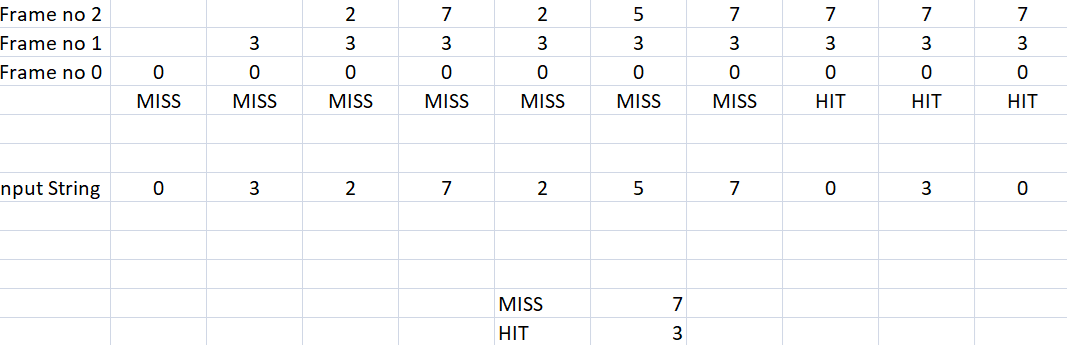 Frame no 2 2 7 2 5 7 7 7 7
Frame no 1 3 3 3 3 3 3 3 3 3
Frame no 0 0 0 0 0 0 0 0 0 0 0
MISS MISS MISS MISS MISS MISS MISS HIT HIT HIT
nput String 0 3 2 7 2 5 7 0 3 0
MISS 7
HIT 3